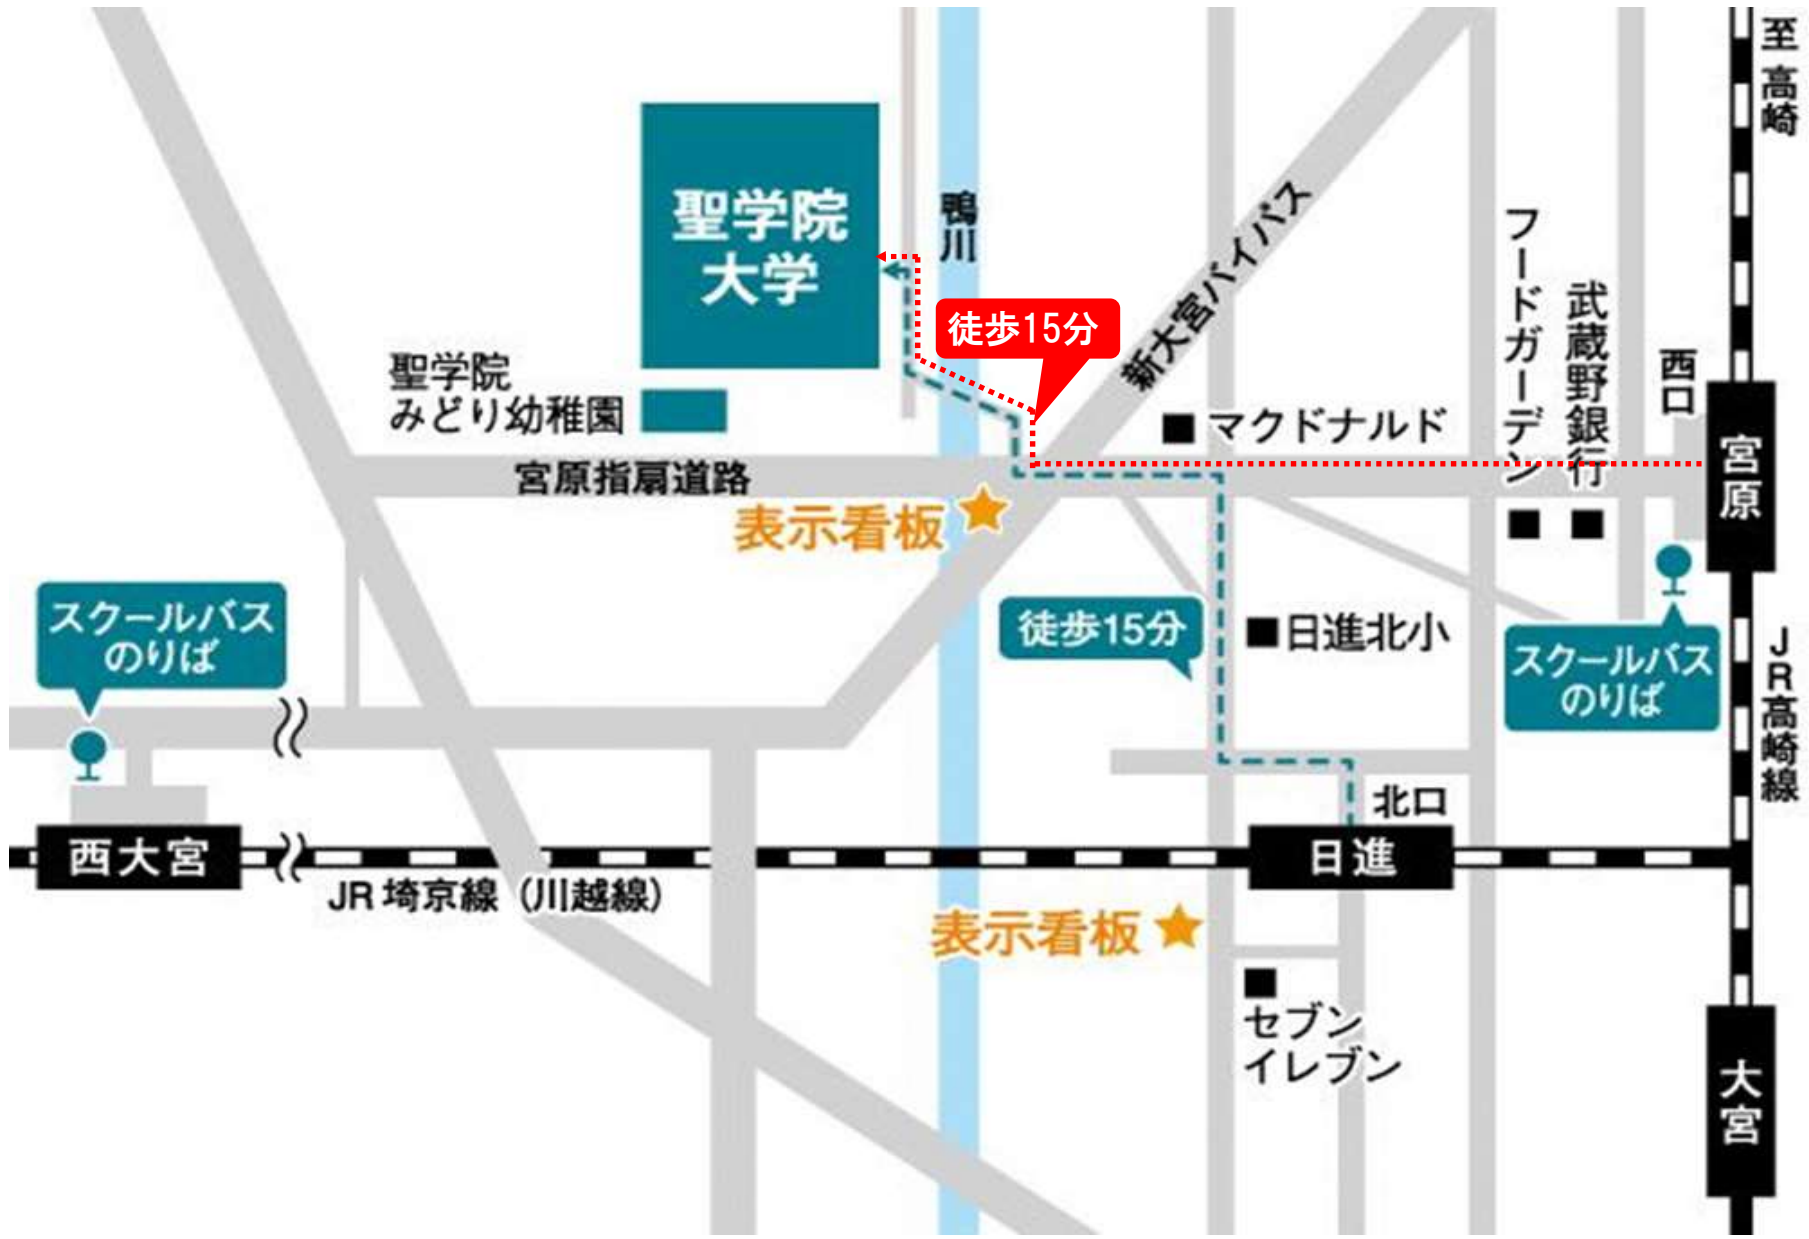 至高崎
聖学院
大学
鴨川
新大宮バイパス
フードガーデン
武蔵野銀行
西口
徒歩15分
聖学院
みどり幼稚園
マクドナルド
宮原
宮原指扇道路
表示看板
スクールバス
のりば
徒歩15分
日進北小
スクールバス
のりば
JR高崎線
北口
西大宮
日進
JR埼京線(川越線)
表示看板
セブン
イレブン
大宮